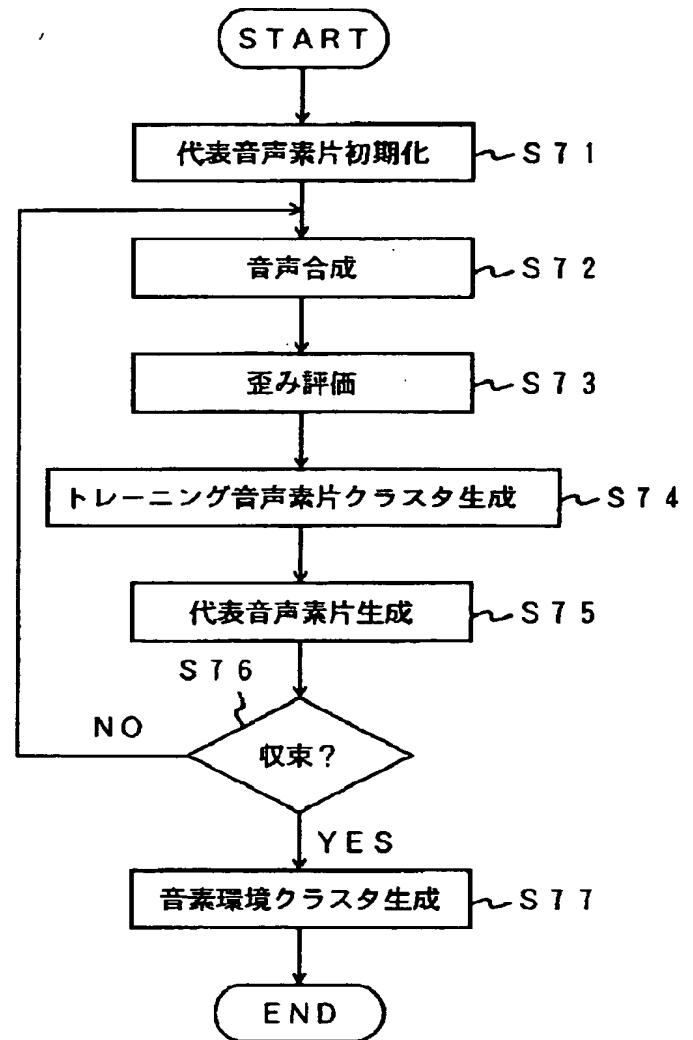 START
代表音声素片初期化 S71
音声合成 S72
歪み評価 S73
トレーニング音声素片クラスタ生成 S74
代表音声素片生成 S75
S76
NO
収束？
YES
音素環境クラスタ生成 S77
END